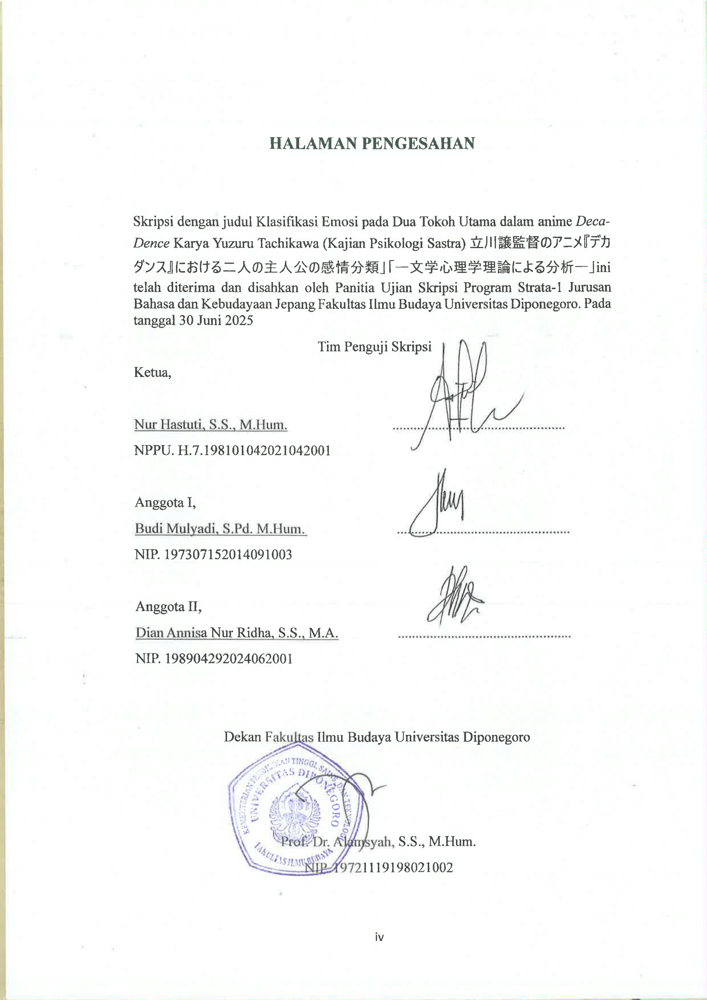 HALAMAN PENGESAHAN
Skripsi dengan judul Klasifikasi Emosi pada Dua Tokoh Utama dalam anime Deca-
Dence Karya Yuzuru Tachikawa (Kajian Psikologi Sastra) 立川譲監督のアニメ『デカ
ダンス』における二人の主人公の感情分類」「―文学心理学理論による分析―」ini
telah diterima dan disahkan oleh Panitia Ujian Skripsi Program Strata-1 Jurusan
Bahasa dan Kebudayaan Jepang Fakultas Ilmu Budaya Universitas Diponegoro. Pada
tanggal 30 Juni 2025
Tim Penguji Skripsi
Ketua,
Nur Hastuti, S.S., M.Hum.
NPPU. H.7.198101042021042001
Anggota I,
Budi Mulyadi, S.Pd. M.Hum.
NIP. 197307152014091003
Anggota II,
Dian Annisa Nur Ridha, S.S., M.A.
NIP. 198904292024062001
Dekan Fakultas Ilmu Budaya Universitas Diponegoro
KEMENTERIAN PENDIDIKAN TINGGI, SAINS, DAN TEKNOLOGI
UNIVERSITAS DIPONEGORO
FAKULTAS ILMU BUDAYA
Prof. Dr. Alamsyah, S.S., M.Hum.
NIP. 19721119198021002
iv